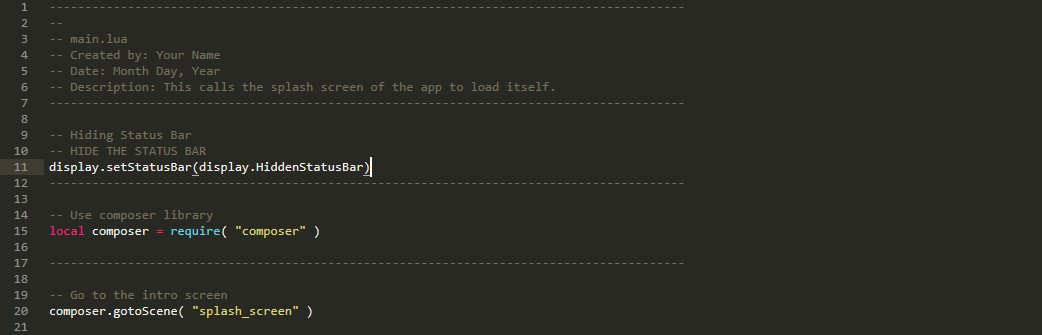 1 -----------------------------------------------------------------------------------------
2 --
3 -- main.lua
4 -- Created by: Your Name
5 -- Date: Month Day, Year
6 -- Description: This calls the splash screen of the app to load itself.
7 -----------------------------------------------------------------------------------------
8
9 -- Hiding Status Bar
10 -- HIDE THE STATUS BAR
11 display.setStatusBar(display.HiddenStatusBar)
12 -----------------------------------------------------------------------------------------
13
14 -- Use composer library
15 local composer = require( "composer" )
16
17 -----------------------------------------------------------------------------------------
18
19 -- Go to the intro screen
20 composer.gotoScene( "splash_screen" )
21